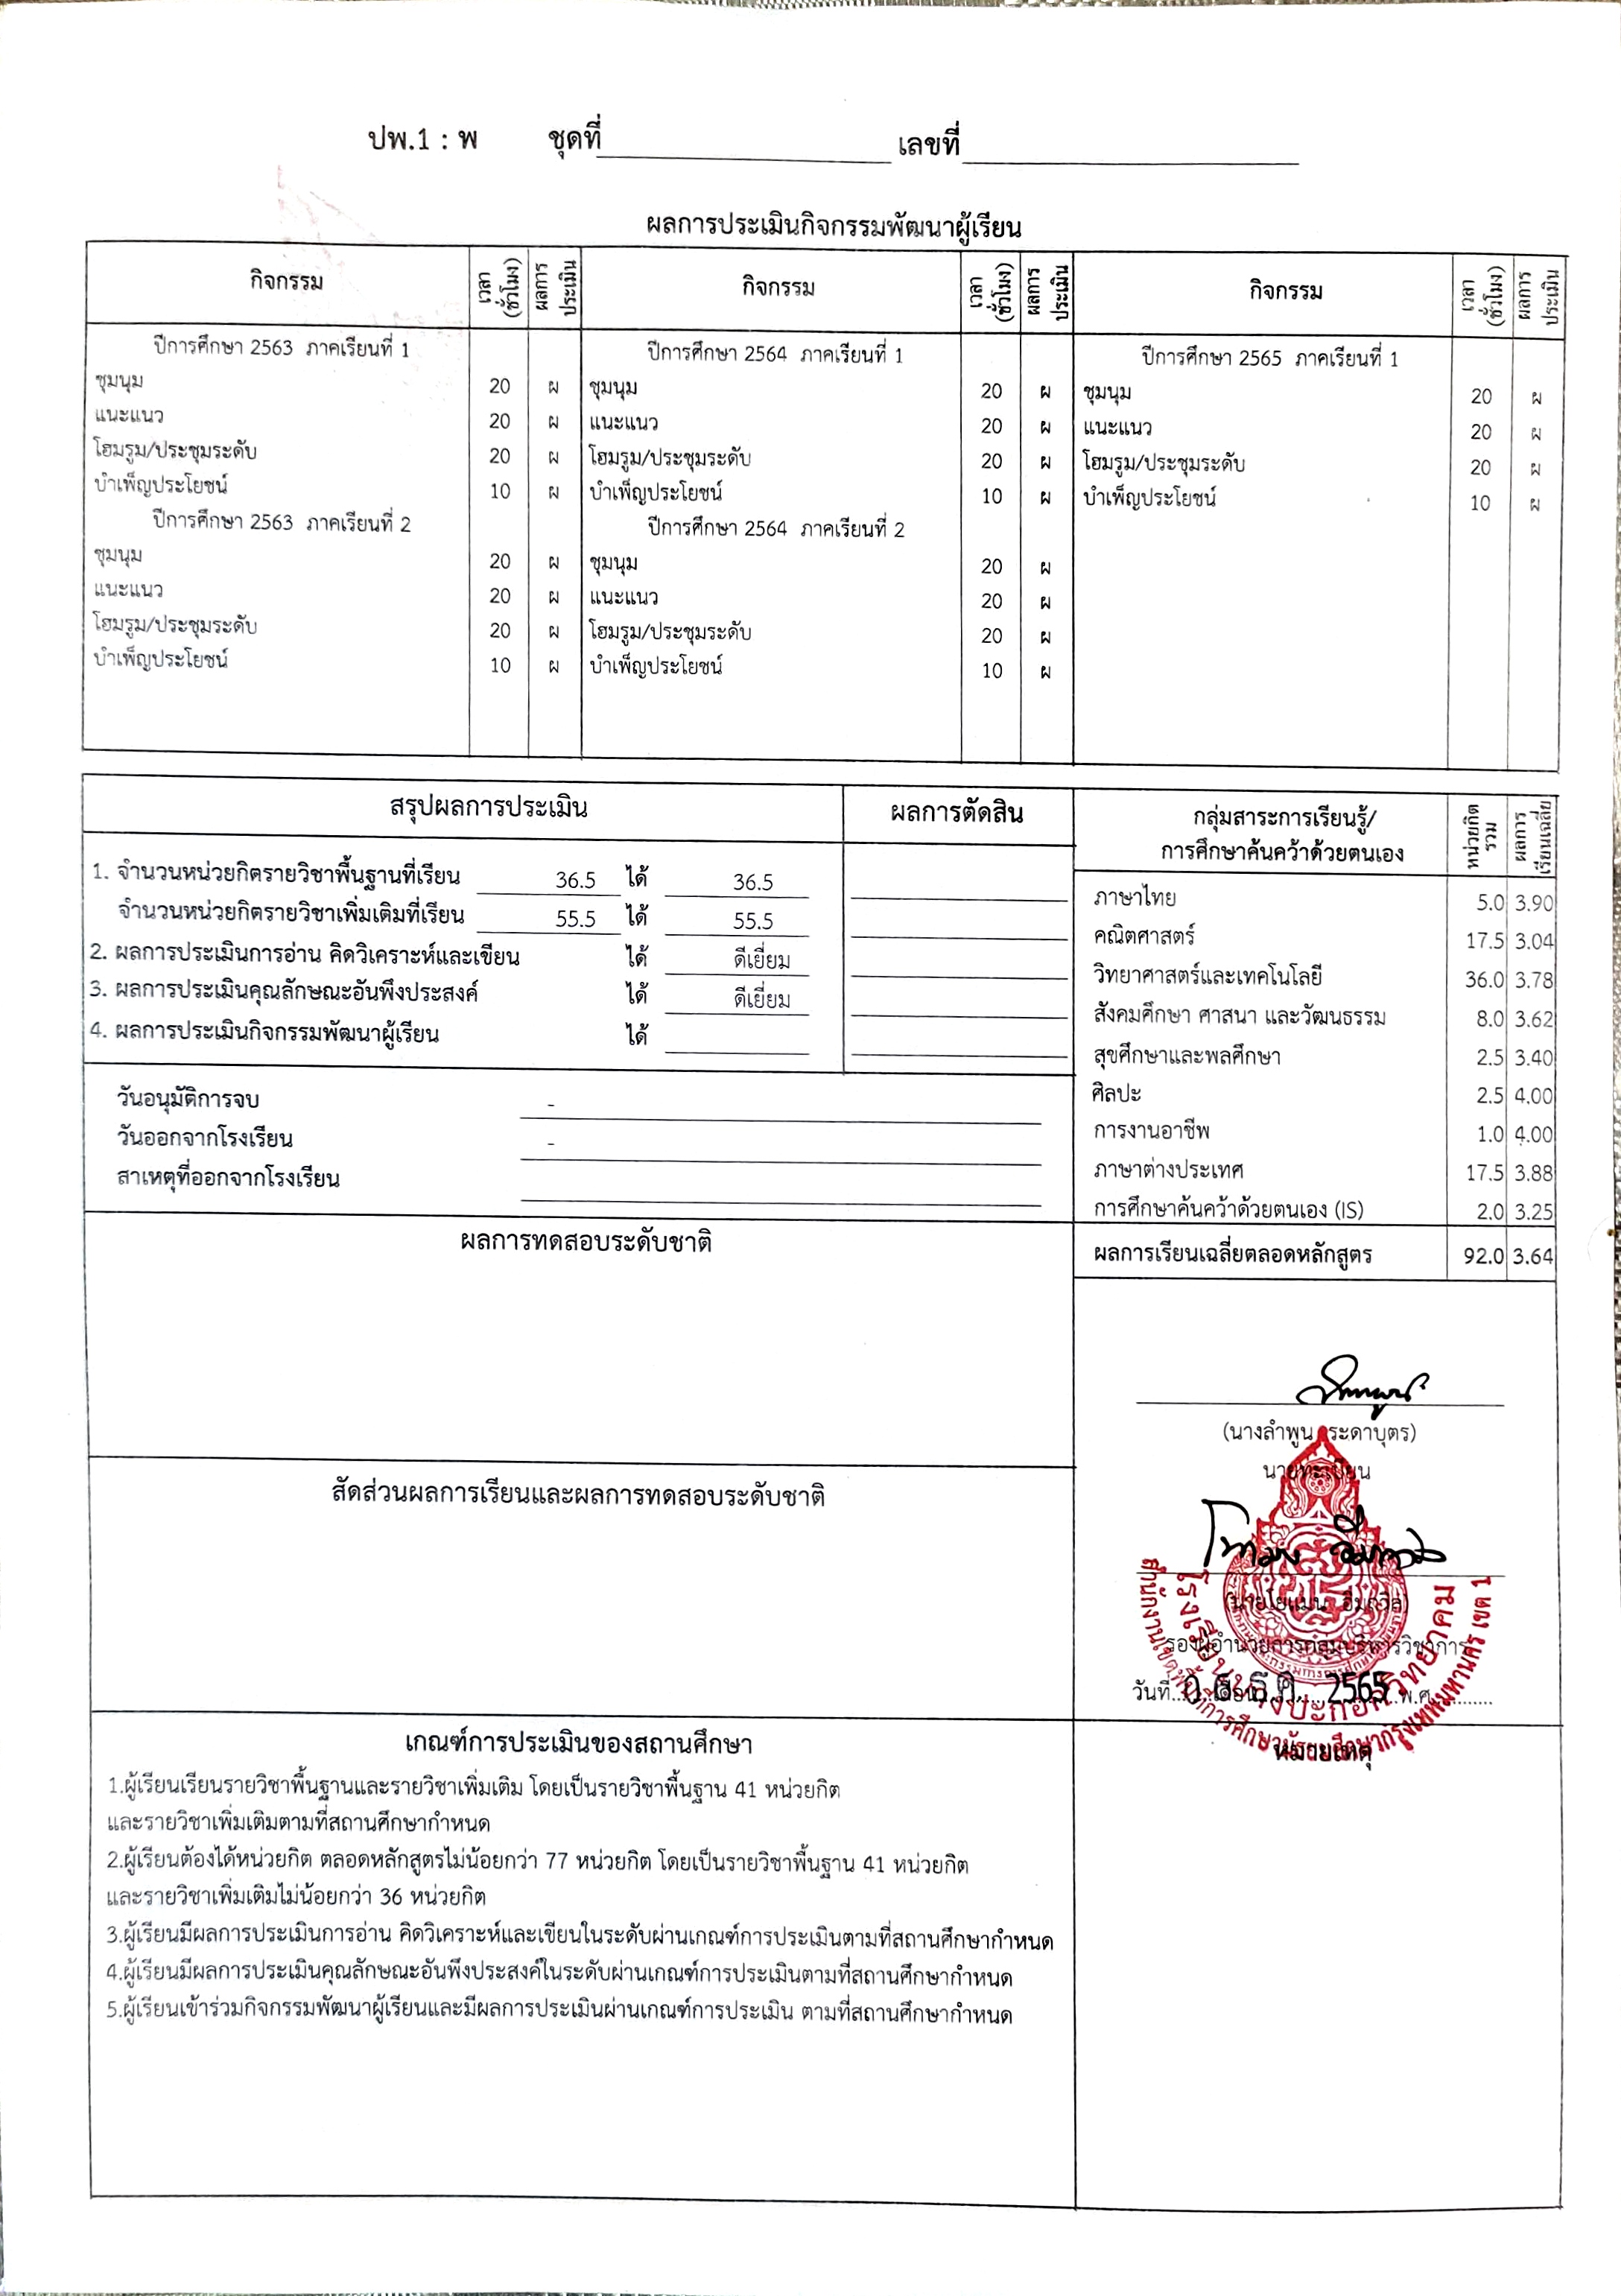 ปพ.1 : พ ชุดที่ เลขที่
ผลการประเมินกิจกรรมพัฒนาผู้เรียน
กิจกรรม เวลา (ชั่วโมง) ผลการประเมิน กิจกรรม เวลา (ชั่วโมง) ผลการประเมิน กิจกรรม เวลา (ชั่วโมง) ผลการประเมิน
ปีการศึกษา 2563 ภาคเรียนที่ 1 ปีการศึกษา 2564 ภาคเรียนที่ 1 ปีการศึกษา 2565 ภาคเรียนที่ 1
ชุมนุม 20 ผ ชุมนุม 20 ผ ชุมนุม 20 ผ
แนะแนว 20 ผ แนะแนว 20 ผ แนะแนว 20 ผ
โฮมรูม/ประชุมระดับ 20 ผ โฮมรูม/ประชุมระดับ 20 ผ โฮมรูม/ประชุมระดับ 20 ผ
บำเพ็ญประโยชน์ 10 ผ บำเพ็ญประโยชน์ 10 ผ บำเพ็ญประโยชน์ 10 ผ
ปีการศึกษา 2563 ภาคเรียนที่ 2 ปีการศึกษา 2564 ภาคเรียนที่ 2
ชุมนุม 20 ผ ชุมนุม 20 ผ
แนะแนว 20 ผ แนะแนว 20 ผ
โฮมรูม/ประชุมระดับ 20 ผ โฮมรูม/ประชุมระดับ 20 ผ
บำเพ็ญประโยชน์ 10 ผ บำเพ็ญประโยชน์ 10 ผ
สรุปผลการประเมิน ผลการตัดสิน
1. จำนวนหน่วยกิตรายวิชาพื้นฐานที่เรียน 36.5 ได้ 36.5
จำนวนหน่วยกิตรายวิชาเพิ่มเติมที่เรียน 55.5 ได้ 55.5
2. ผลการประเมินการอ่าน คิดวิเคราะห์และเขียน ได้ ดีเยี่ยม
3. ผลการประเมินคุณลักษณะอันพึงประสงค์ ได้ ดีเยี่ยม
4. ผลการประเมินกิจกรรมพัฒนาผู้เรียน ได้
วันอนุมัติการจบ -
วันออกจากโรงเรียน -
สาเหตุที่ออกจากโรงเรียน
กลุ่มสาระการเรียนรู้/
การศึกษาค้นคว้าด้วยตนเอง หน่วยกิตรวม ผลการเรียนเฉลี่ย
ภาษาไทย 5.0 3.90
คณิตศาสตร์ 17.5 3.04
วิทยาศาสตร์และเทคโนโลยี 36.0 3.78
สังคมศึกษา ศาสนา และวัฒนธรรม 8.0 3.62
สุขศึกษาและพลศึกษา 2.5 3.40
ศิลปะ 2.5 4.00
การงานอาชีพ 1.0 4.00
ภาษาต่างประเทศ 17.5 3.88
การศึกษาค้นคว้าด้วยตนเอง (IS) 2.0 3.25
ผลการเรียนเฉลี่ยตลอดหลักสูตร 92.0 3.64
ผลการทดสอบระดับชาติ
สัดส่วนผลการเรียนและผลการทดสอบระดับชาติ
(นางลำพูน ระดาบุตร)
นายทะเบียน
รองผู้อำนวยการกลุ่มบริหารวิชาการ
วันที่ ธ.ค. 2565 พ.ศ.
โรงเรียนบางปะกอกวิทยาคม
สำนักงานเขตพื้นที่การศึกษามัธยมศึกษากรุงเทพมหานคร เขต 1
หมายเหตุ
เกณฑ์การประเมินของสถานศึกษา
1.ผู้เรียนเรียนรายวิชาพื้นฐานและรายวิชาเพิ่มเติม โดยเป็นรายวิชาพื้นฐาน 41 หน่วยกิต
และรายวิชาเพิ่มเติมตามที่สถานศึกษากำหนด
2.ผู้เรียนต้องได้หน่วยกิต ตลอดหลักสูตรไม่น้อยกว่า 77 หน่วยกิต โดยเป็นรายวิชาพื้นฐาน 41 หน่วยกิต
และรายวิชาเพิ่มเติมไม่น้อยกว่า 36 หน่วยกิต
3.ผู้เรียนมีผลการประเมินการอ่าน คิดวิเคราะห์และเขียนในระดับผ่านเกณฑ์การประเมินตามที่สถานศึกษากำหนด
4.ผู้เรียนมีผลการประเมินคุณลักษณะอันพึงประสงค์ในระดับผ่านเกณฑ์การประเมินตามที่สถานศึกษากำหนด
5.ผู้เรียนเข้าร่วมกิจกรรมพัฒนาผู้เรียนและมีผลการประเมินผ่านเกณฑ์การประเมิน ตามที่สถานศึกษากำหนด